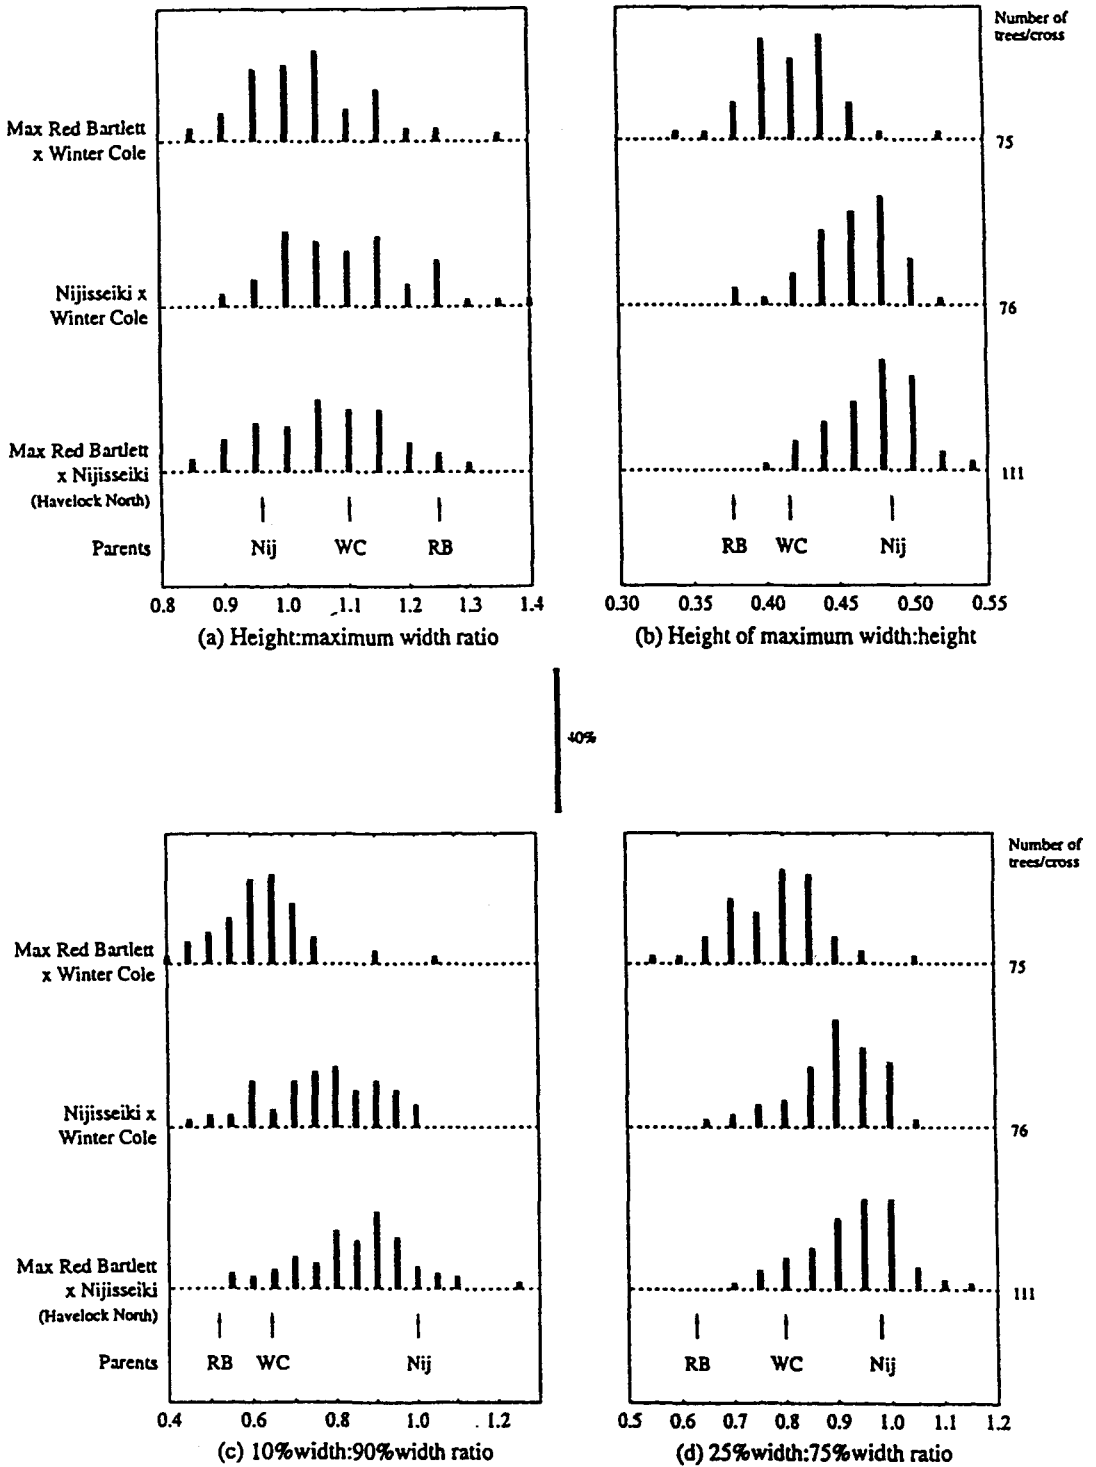 Number of
trees/cross
Max Red Bartlett
x Winter Cole
75
Nijisseiki x
Winter Cole
76
Max Red Bartlett
x Nijisseiki
(Havelock North)
111
Parents
Nij
WC
RB
RB
WC
Nij
0.8 0.9 1.0 1.1 1.2 1.3 1.4
0.30 0.35 0.40 0.45 0.50 0.55
(a) Height:maximum width ratio
(b) Height of maximum width:height
40%
Number of
trees/cross
Max Red Bartlett
x Winter Cole
75
Nijisseiki x
Winter Cole
76
Max Red Bartlett
x Nijisseiki
(Havelock North)
111
Parents
RB
WC
Nij
RB
WC
Nij
0.4 0.6 0.8 1.0 1.2
0.5 0.6 0.7 0.8 0.9 1.0 1.1 1.2
(c) 10%width:90%width ratio
(d) 25%width:75%width ratio